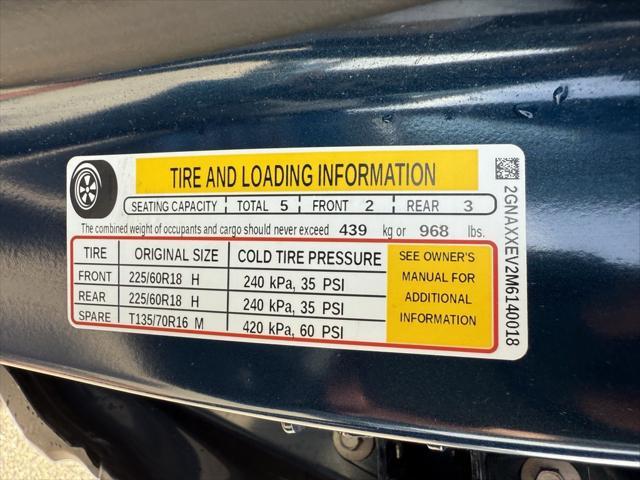 TIRE AND LOADING INFORMATION
SEATING CAPACITY TOTAL 5 FRONT 2 REAR 3
The combined weight of occupants and cargo should never exceed 439 kg or 968 lbs.
TIRE ORIGINAL SIZE COLD TIRE PRESSURE
FRONT 225/60R18 H 240 kPa, 35 PSI
REAR 225/60R18 H 240 kPa, 35 PSI
SPARE T135/70R16 M 420 kPa, 60 PSI
SEE OWNER'S
MANUAL FOR
ADDITIONAL
INFORMATION
2GNAXXEV2M6140018